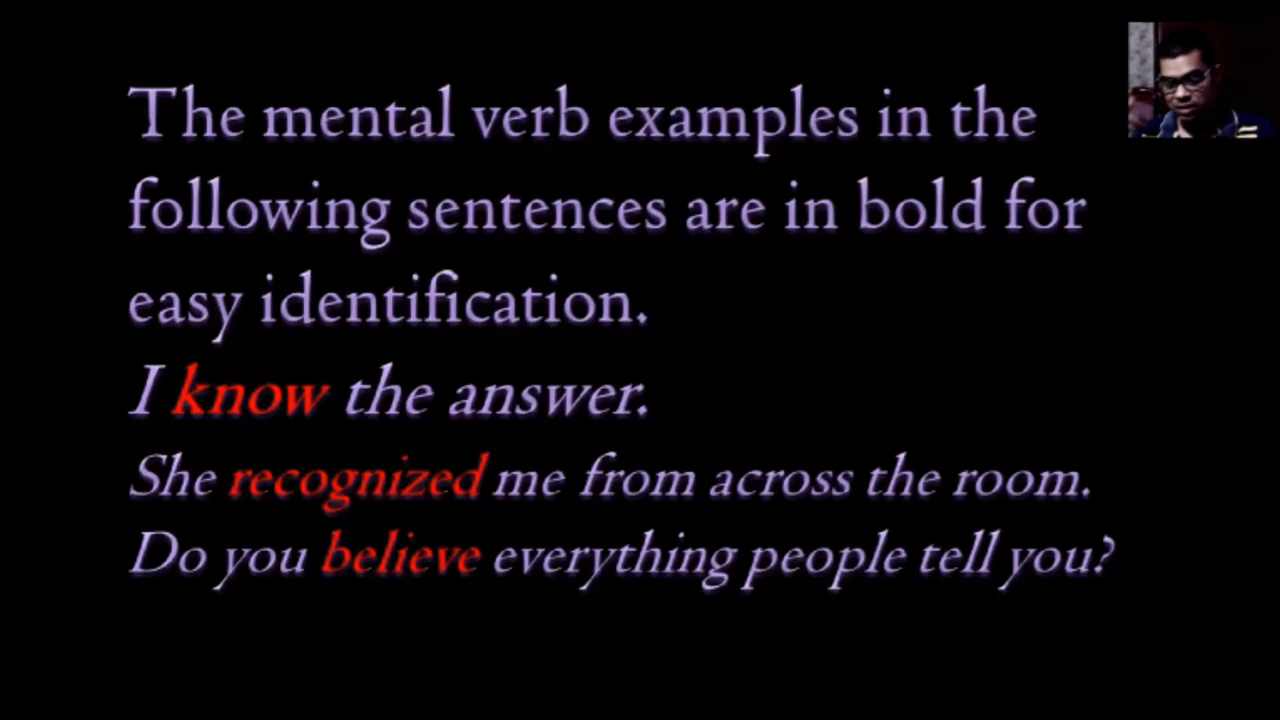 The mental verb examples in the
following sentences are in bold for
easy identification.
I know the answer.
She recognized me from across the room.
Do you believe everything people tell you?